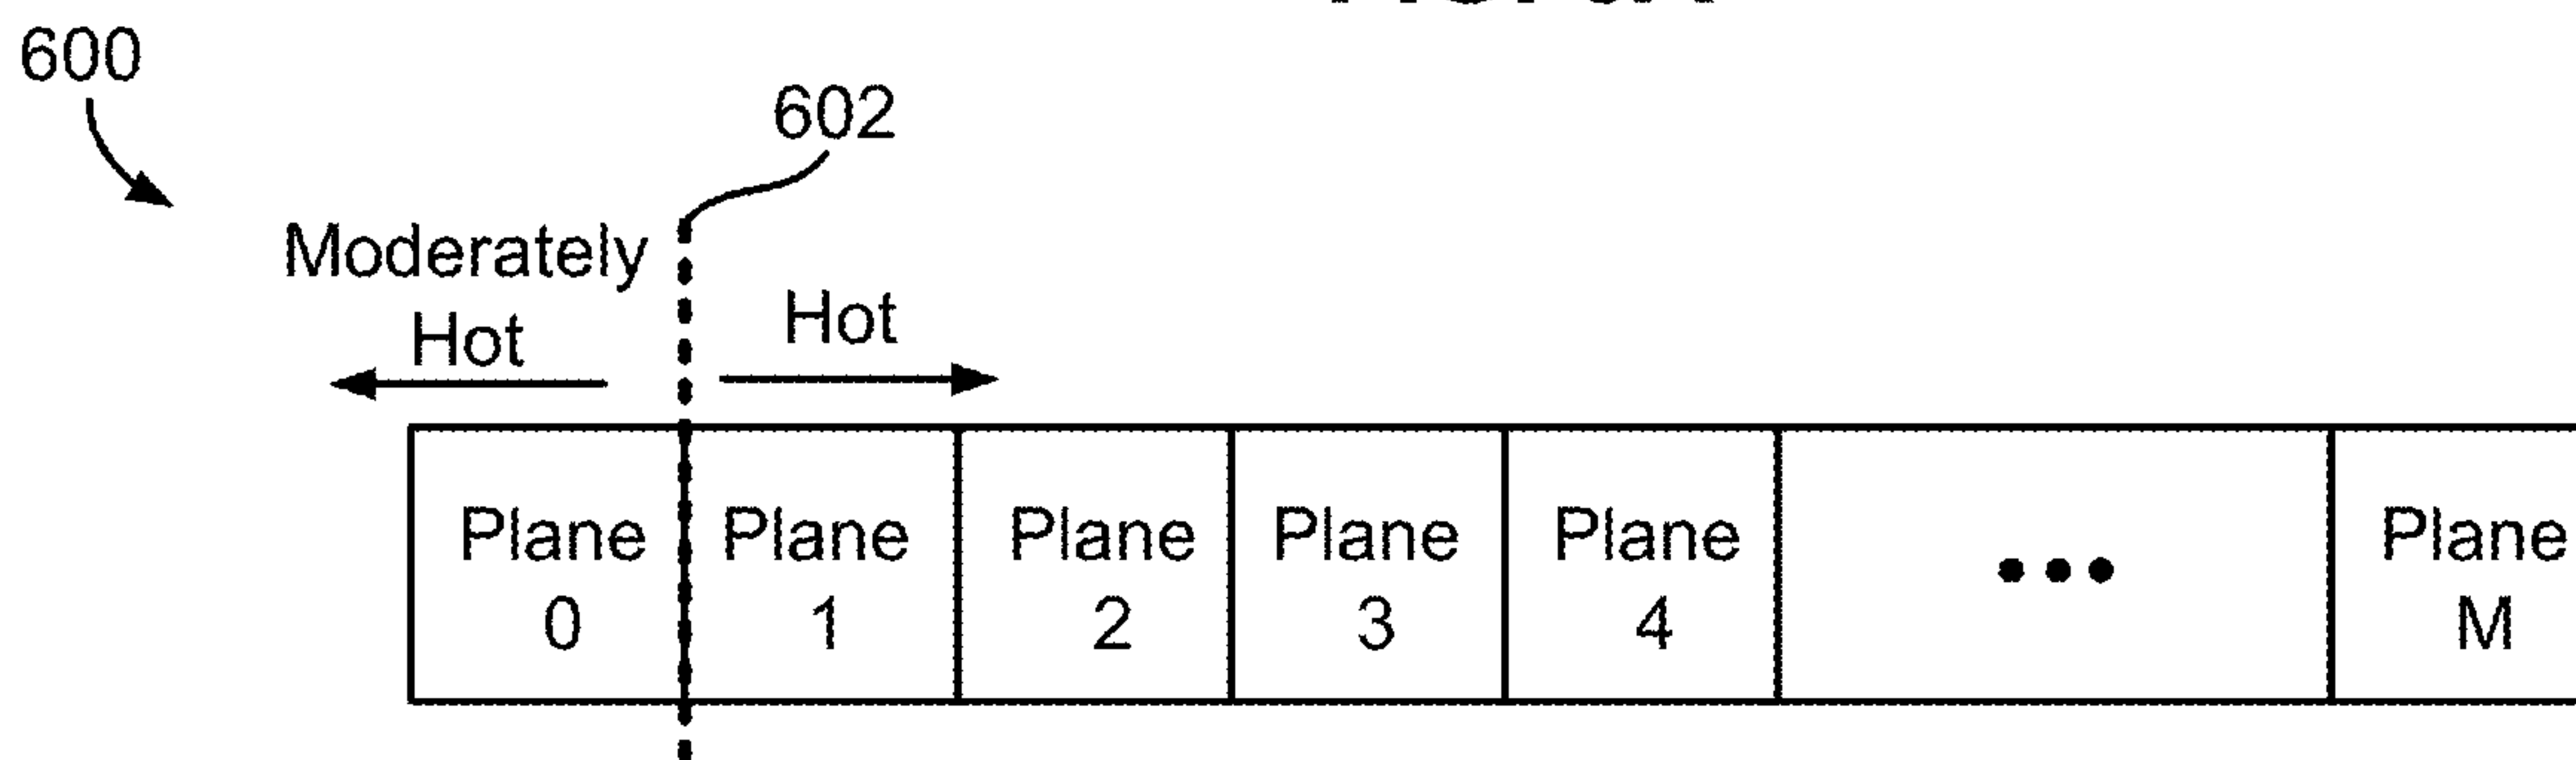 600
602
Moderately
Hot
Hot
Plane Plane Plane Plane Plane ••• Plane
0 1 2 3 4 M